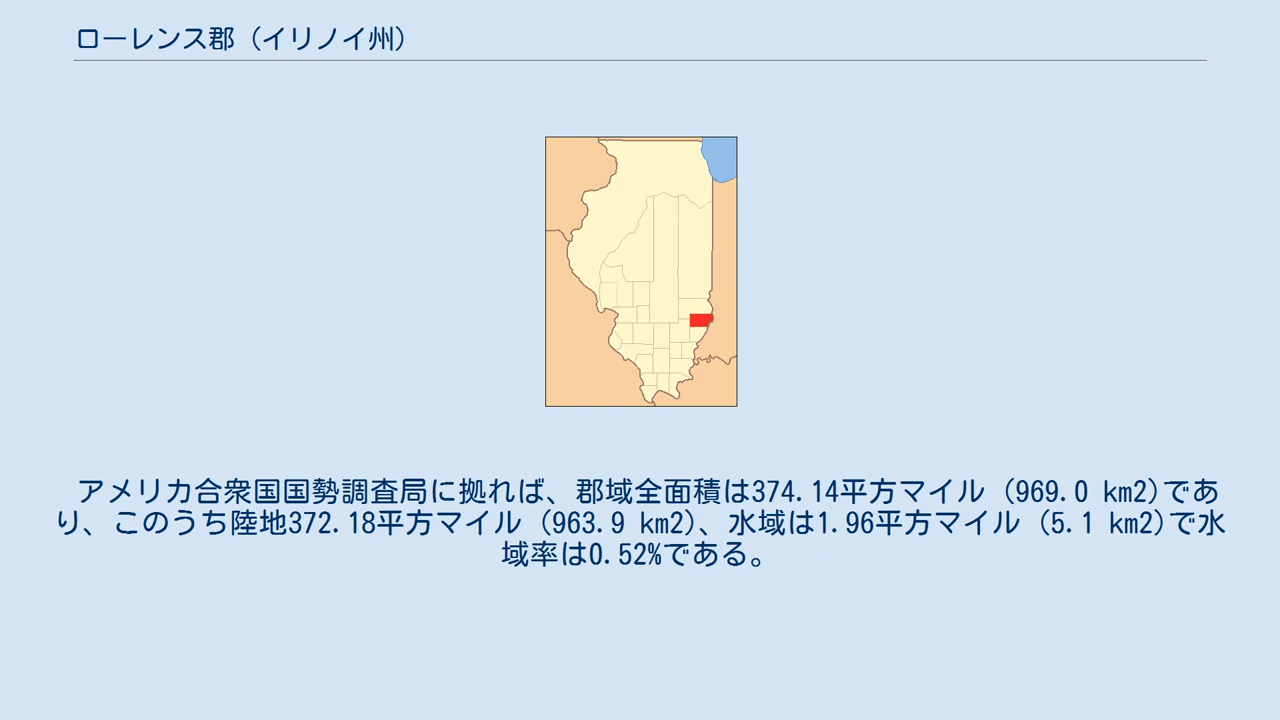 ローレンス郡（イリノイ州）
アメリカ合衆国国勢調査局に拠れば、郡域全面積は374.14平方マイル (969.0 km2)であ
り、このうち陸地372.18平方マイル (963.9 km2)、水域は1.96平方マイル (5.1 km2)で水
域率は0.52%である。